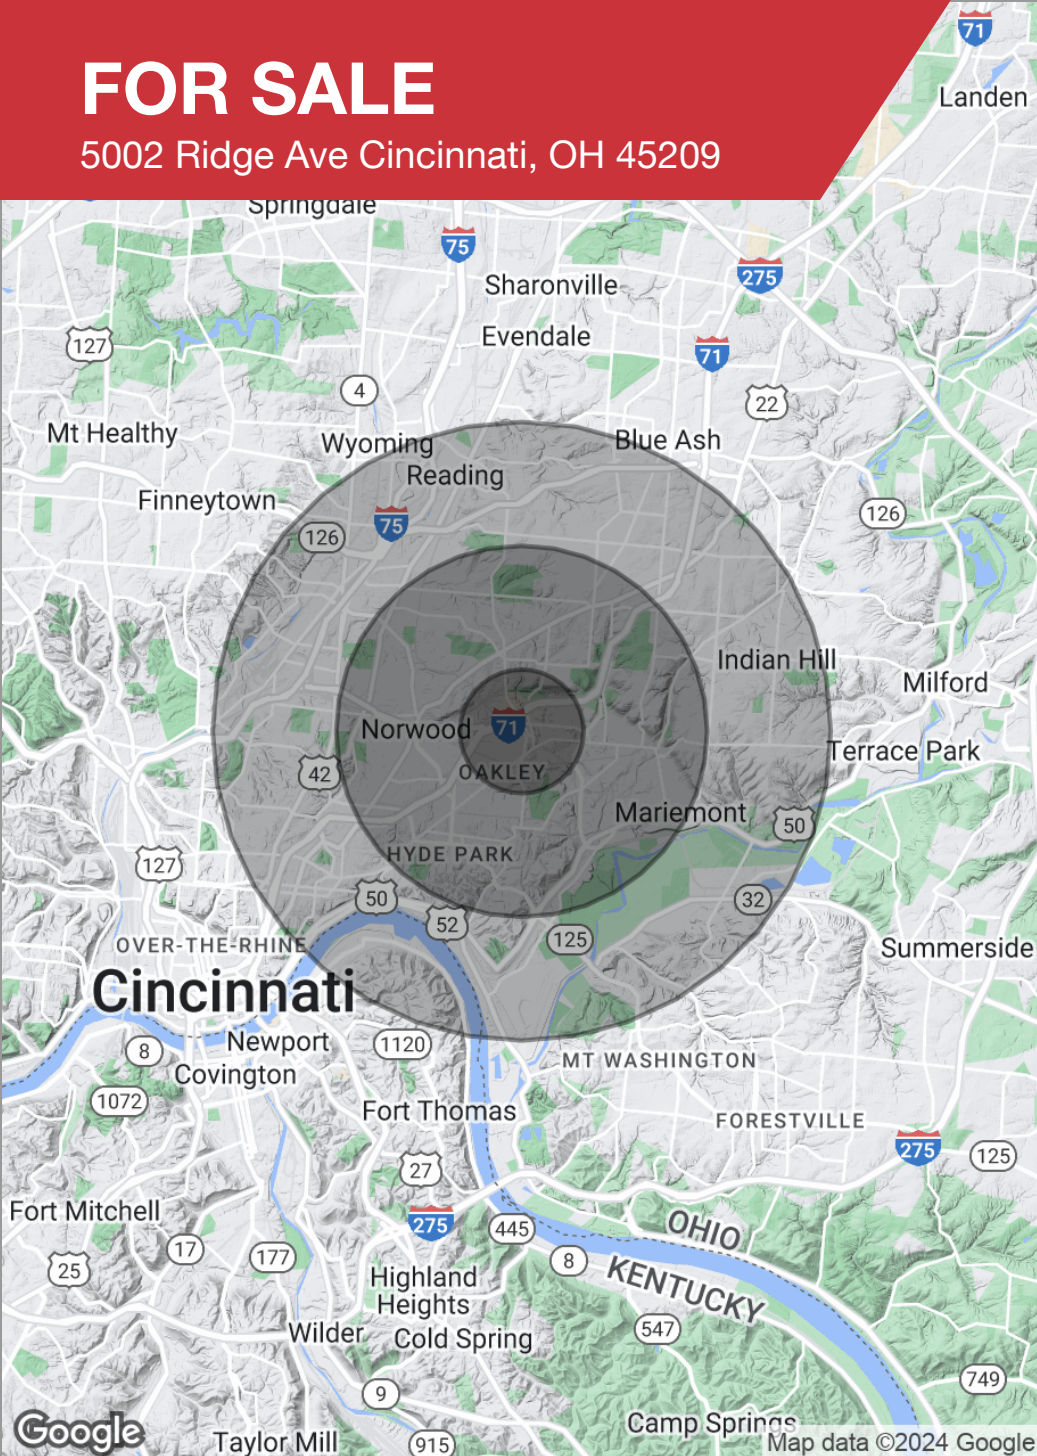 FOR SALE
5002 Ridge Ave Cincinnati, OH 45209
71
Landen
Springdale
75
Sharonville
275
Evendale
127
71
4
22
Mt Healthy
Wyoming
Blue Ash
Reading
Finneytown
75
126
126
Indian Hill
Milford
Norwood
71
Terrace Park
42
OAKLEY
Mariemont
50
127
HYDE PARK
50
32
52
125
OVER-THE-RHINE
Summerside
Cincinnati
Newport
1120
8
MT WASHINGTON
Covington
1072
Fort Thomas
FORESTVILLE
275
125
27
Fort Mitchell
275
445
OHIO
17
177
8
25
Highland
Heights
KENTUCKY
547
Wilder
Cold Spring
749
9
Camp Springs
Google
Taylor Mill
915
Map data ©2024 Google